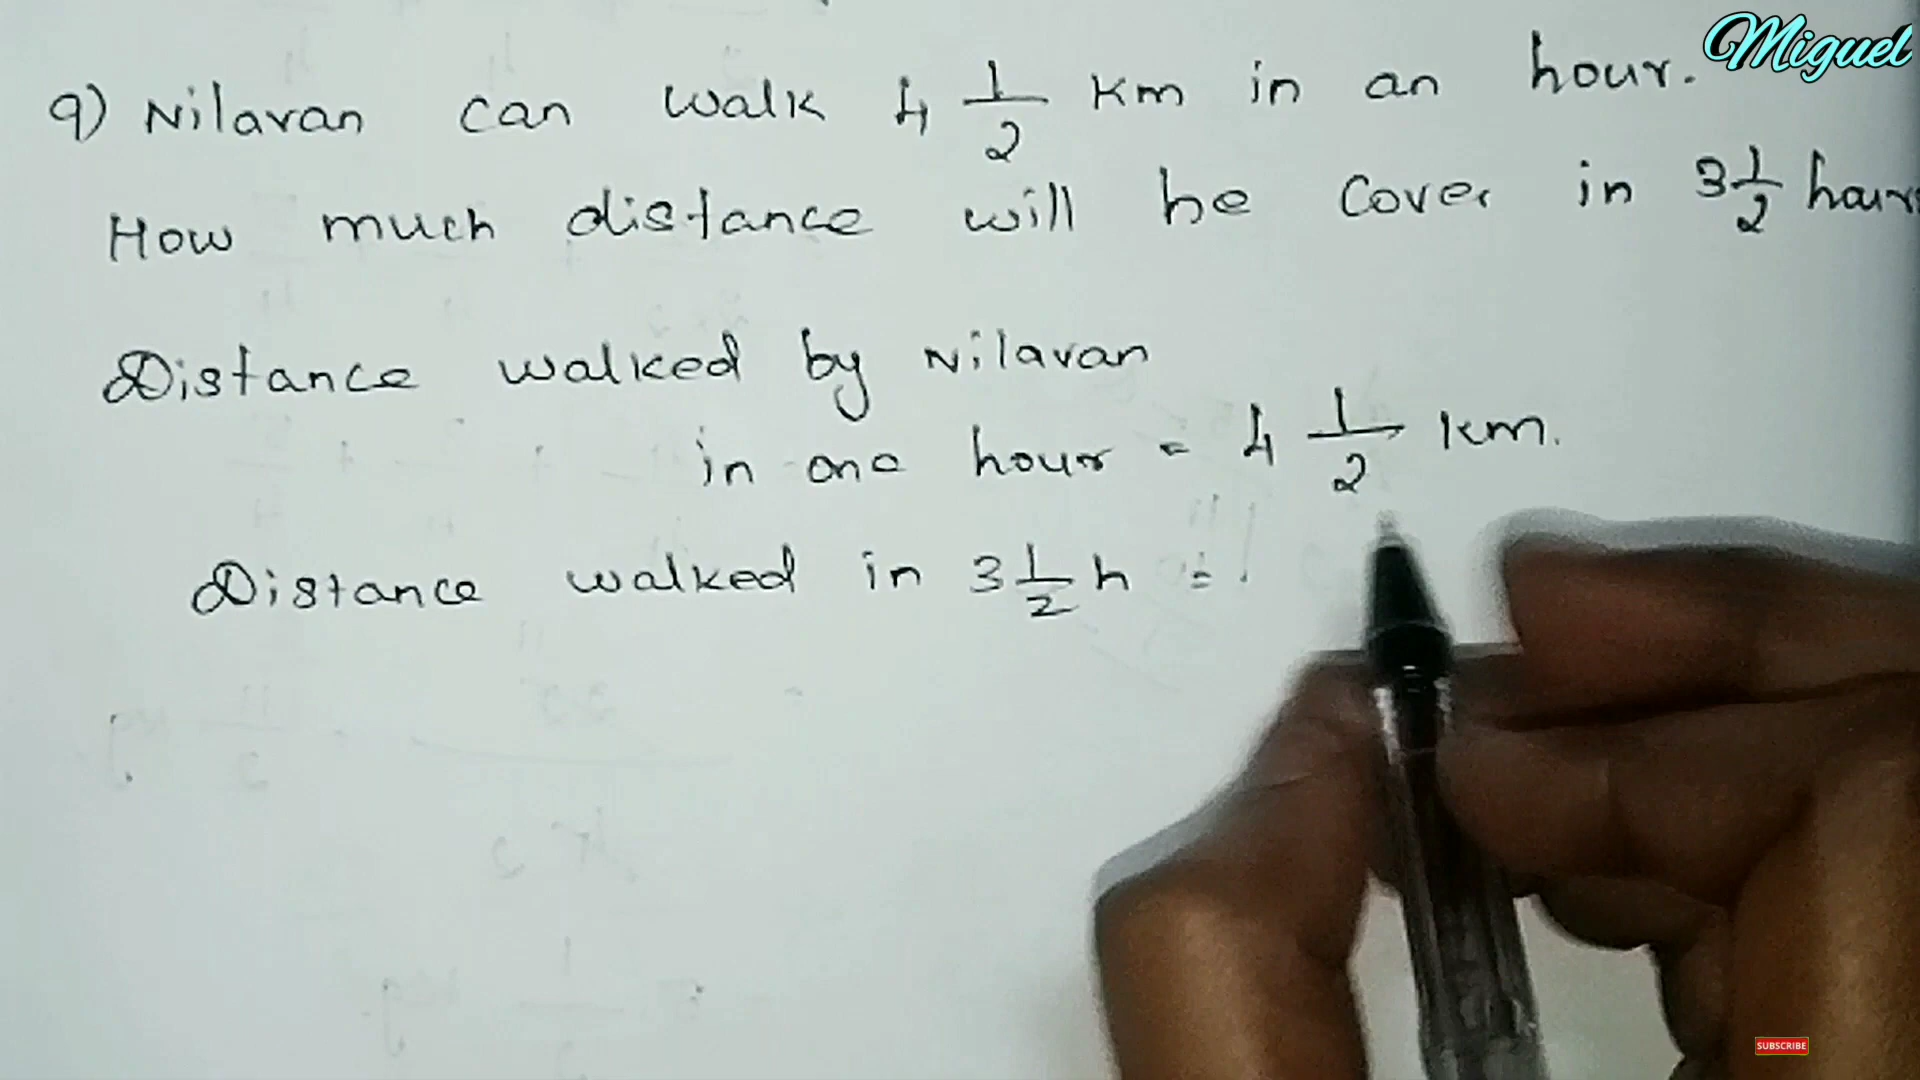 Miguel
9) Nilavan can walk 4 1/2 km in an hour.
How much distance will he cover in 3 1/2 hours
Distance walked by Nilavan
in one hour = 4 1/2 km.
Distance walked in 3 1/2 h =
SUBSCRIBE